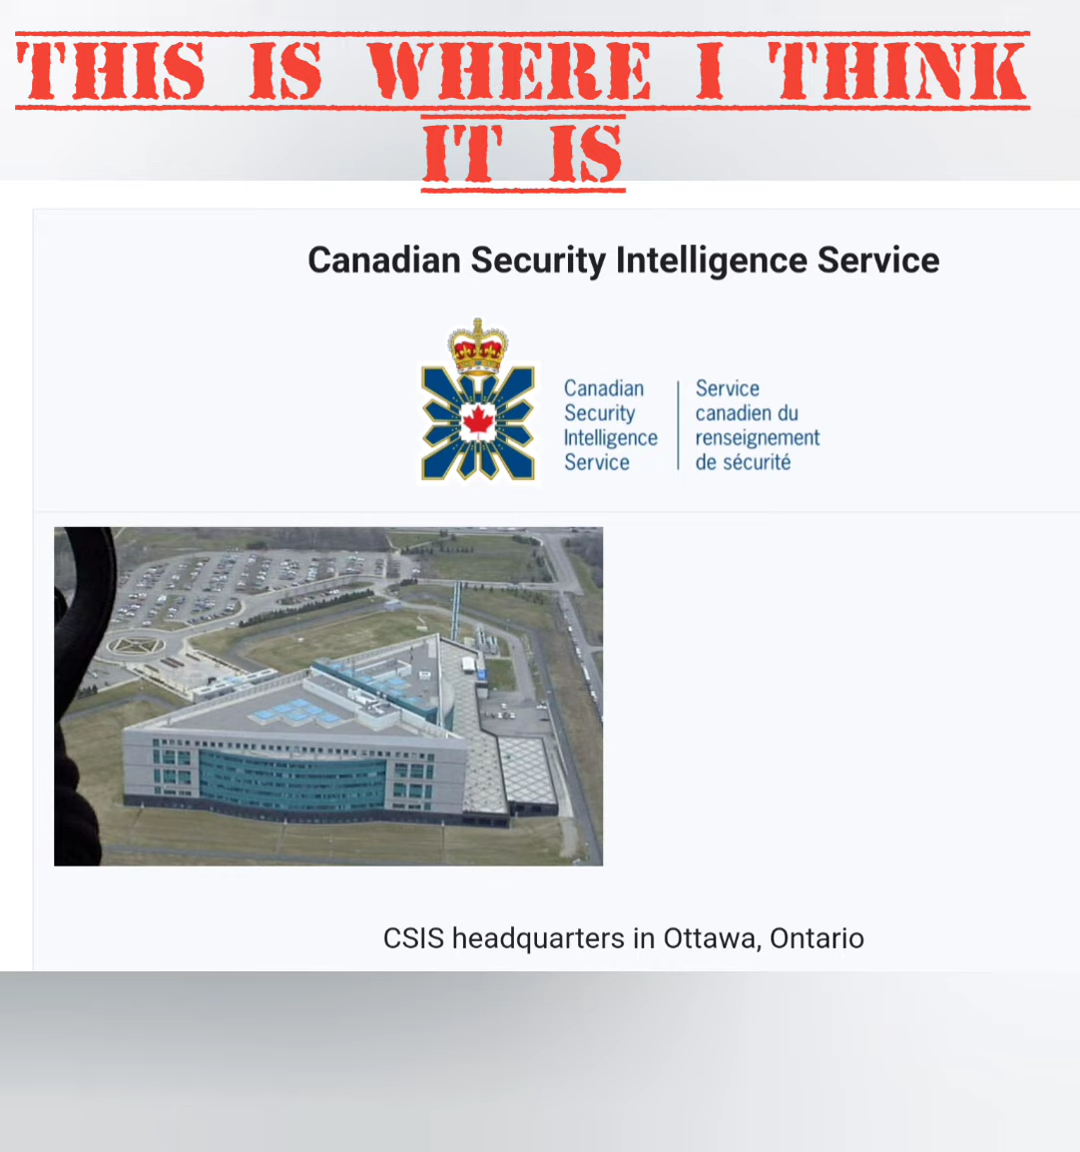 THIS IS WHERE I THINK
IT IS
Canadian Security Intelligence Service
Canadian
Security
Intelligence
Service
Service
canadien du
renseignement
de sécurité
CSIS headquarters in Ottawa, Ontario